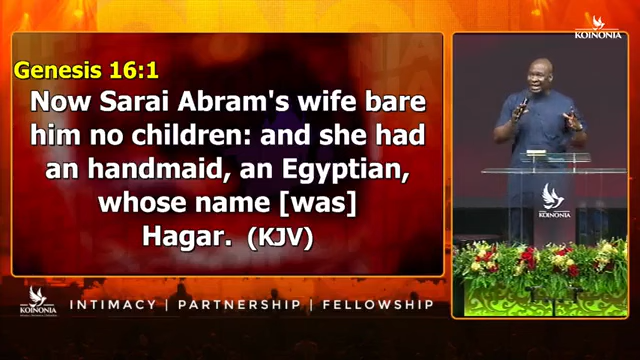 Genesis 16:1
Now Sarai Abram's wife bare
him no children: and she had
an handmaid, an Egyptian,
whose name [was]
Hagar. (KJV)
KOINONIA
KOINONIA
KOINONIA
INTIMACY | PARTNERSHIP | FELLOWSHIP